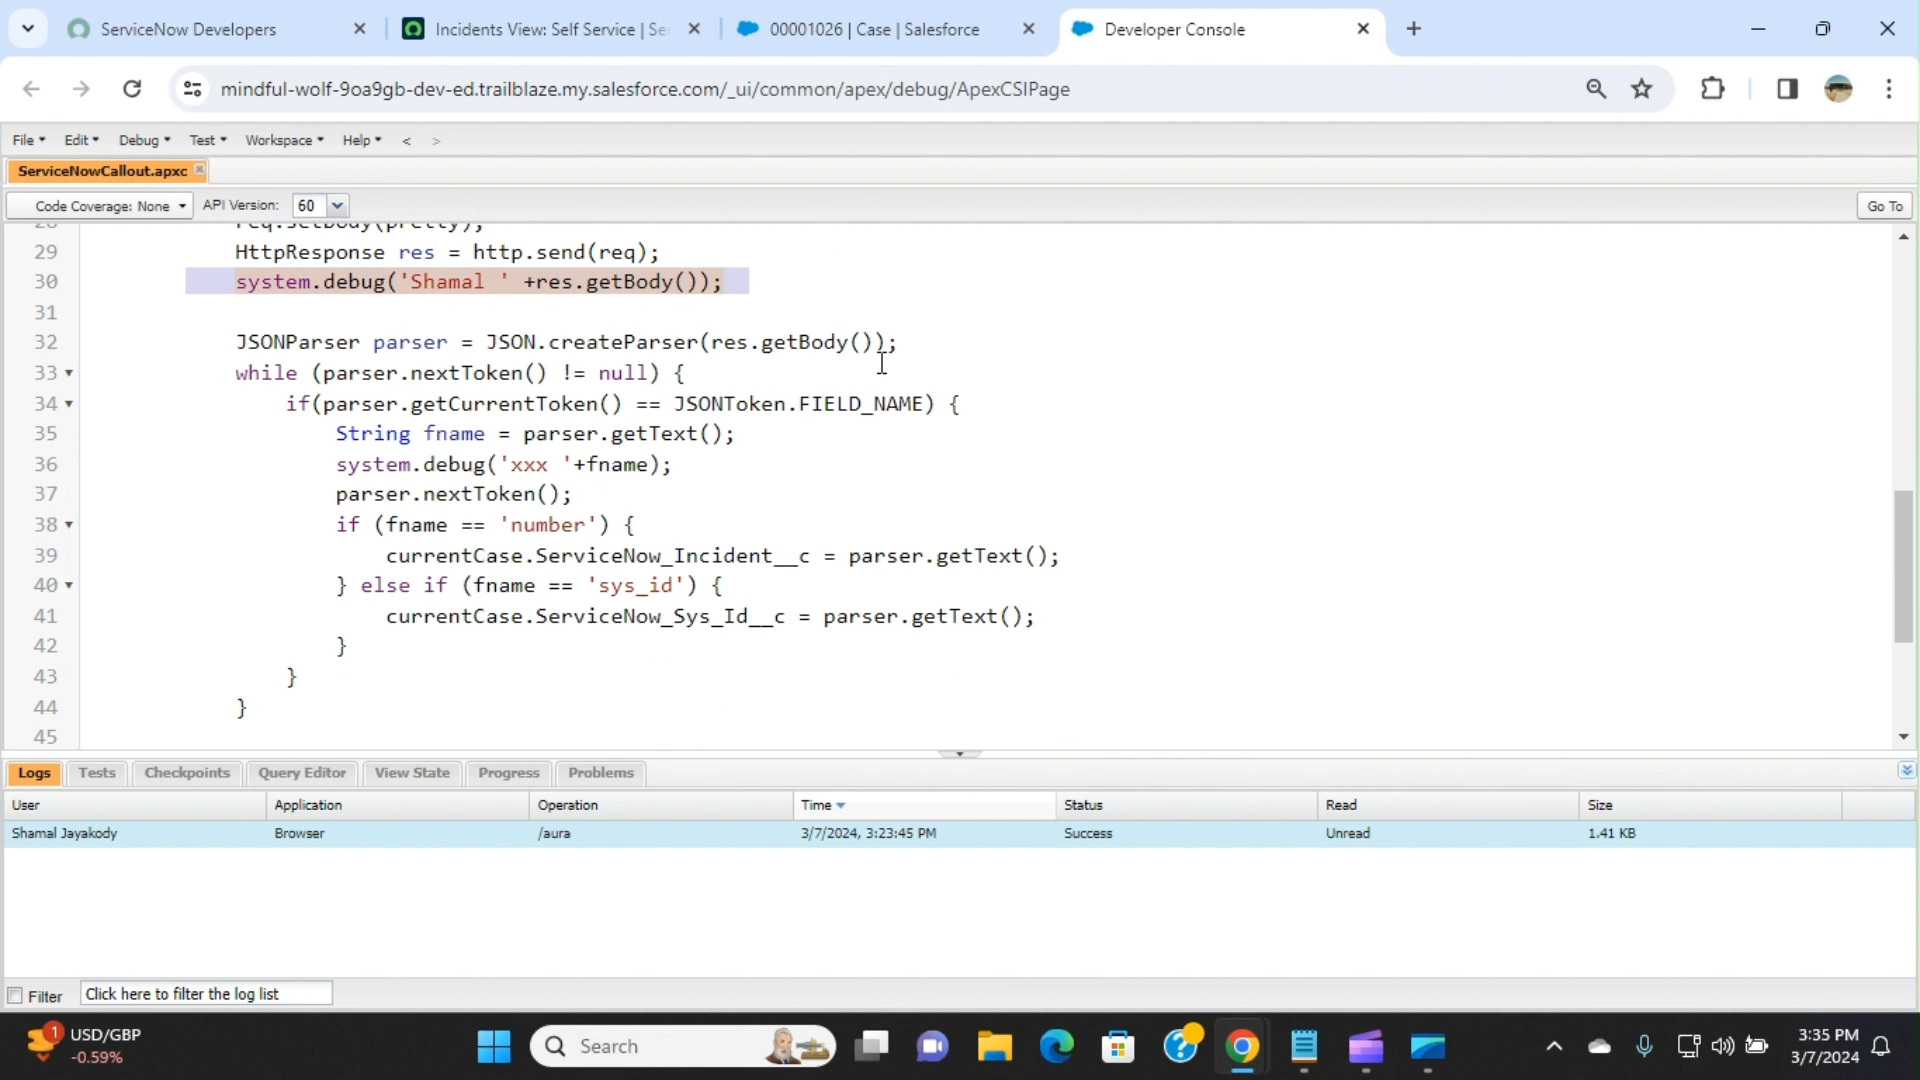 ServiceNow Developers
Incidents View: Self Service | Se
00001026 | Case | Salesforce
Developer Console
mindful-wolf-9oa9gb-dev-ed.trailblaze.my.salesforce.com/_ui/common/apex/debug/ApexCSIPage
File Edit Debug Test Workspace Help < >
ServiceNowCallout.apxc
Code Coverage: None API Version: 60 Go To
28 req.setBody(pretty);
29 HttpResponse res = http.send(req);
30 system.debug('Shamal ' +res.getBody());
31
32 JSONParser parser = JSON.createParser(res.getBody());
33 while (parser.nextToken() != null) {
34 if(parser.getCurrentToken() == JSONToken.FIELD_NAME) {
35 String fname = parser.getText();
36 system.debug('xxx '+fname);
37 parser.nextToken();
38 if (fname == 'number') {
39 currentCase.ServiceNow_Incident__c = parser.getText();
40 } else if (fname == 'sys_id') {
41 currentCase.ServiceNow_Sys_Id__c = parser.getText();
42 }
43 }
44 }
45
Logs Tests Checkpoints Query Editor View State Progress Problems
User Application Operation Time Status Read Size
Shamal Jayakody Browser /aura 3/7/2024, 3:23:45 PM Success Unread 1.41 KB
Filter Click here to filter the log list
1 USD/GBP
-0.59%
Search
3:35 PM
3/7/2024